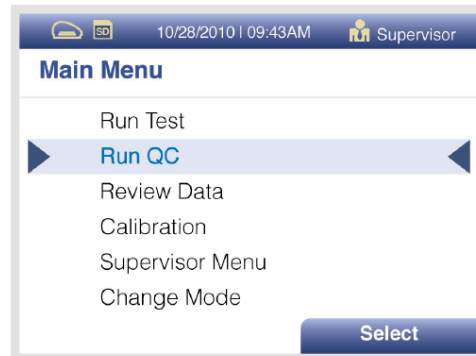 SD 10/28/2010 | 09:43AM Supervisor
Main Menu
Run Test
Run QC
Review Data
Calibration
Supervisor Menu
Change Mode
Select